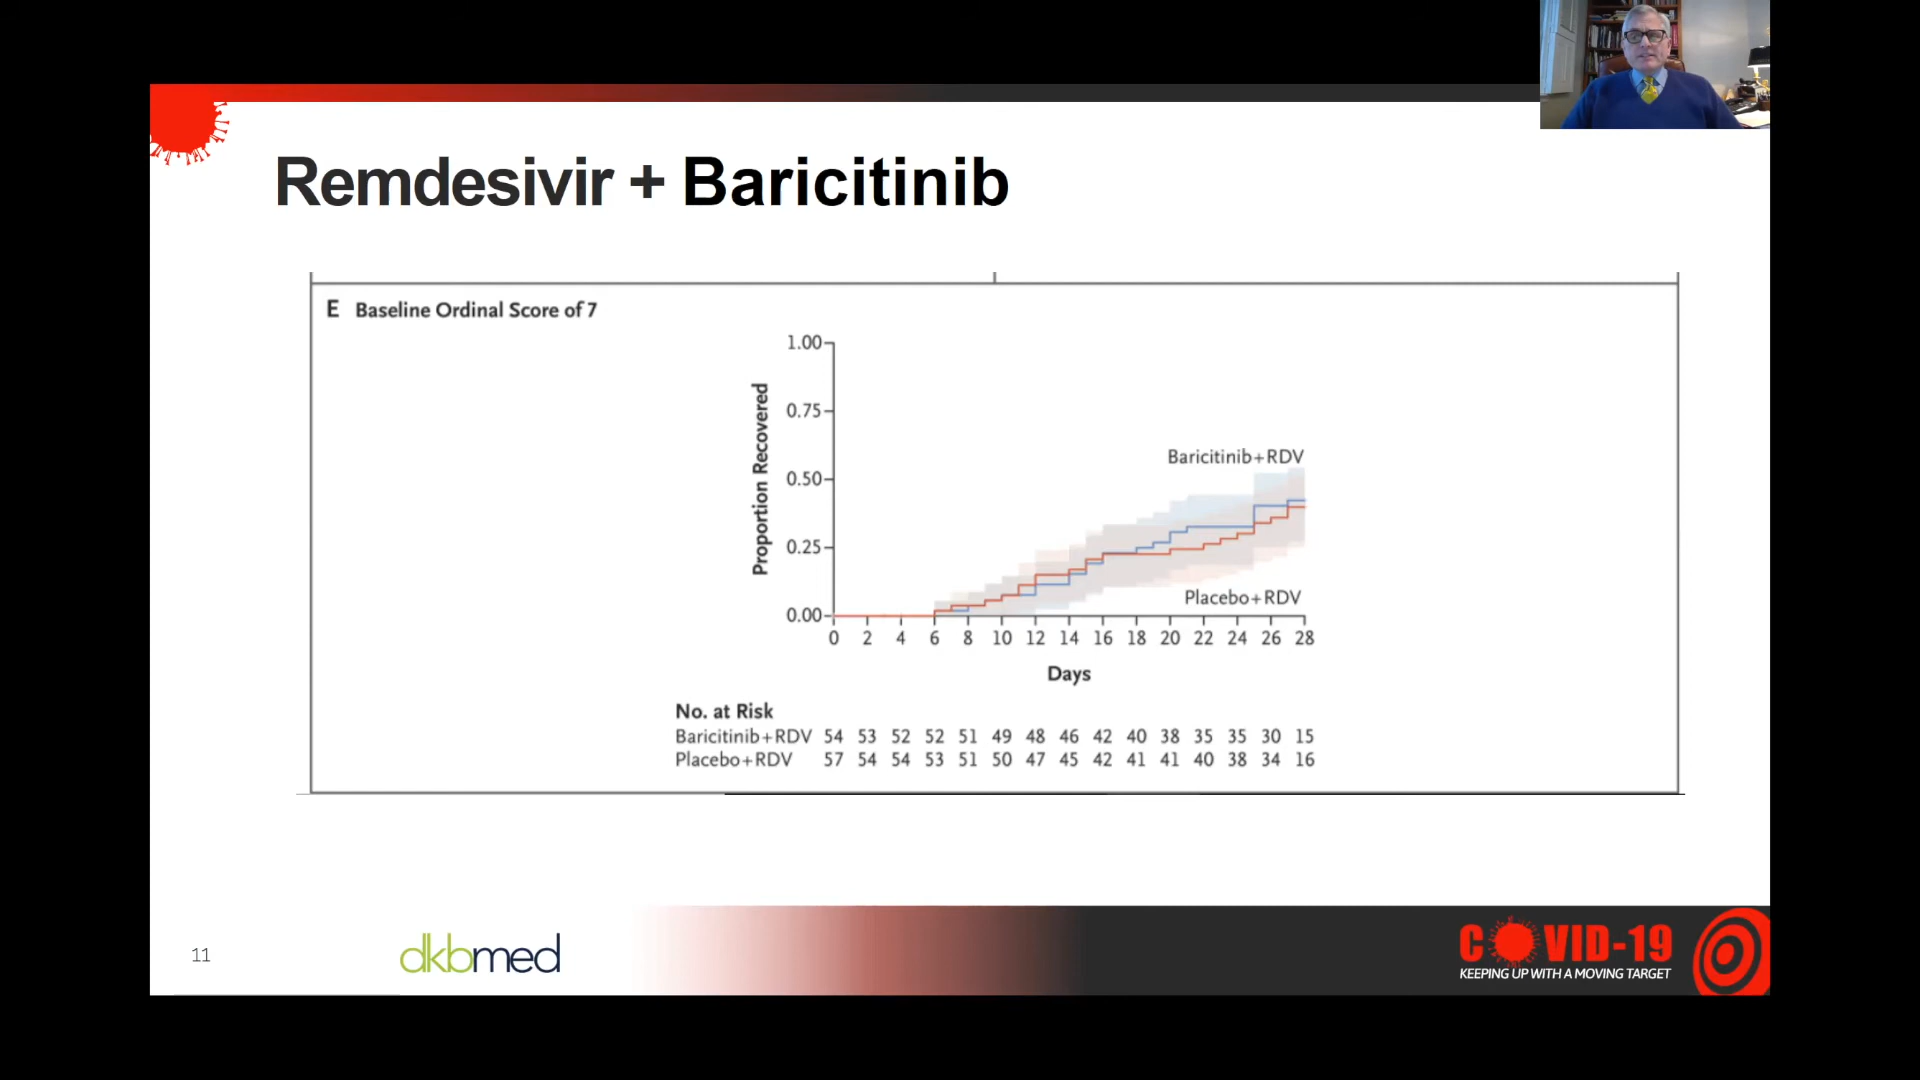 Remdesivir + Baricitinib
E Baseline Ordinal Score of 7
1.00
0.75
0.50
0.25
0.00
Proportion Recovered
Baricitinib+RDV
Placebo+RDV
0 2 4 6 8 10 12 14 16 18 20 22 24 26 28
Days
No. at Risk
Baricitinib+RDV 54 53 52 52 51 49 48 46 42 40 38 35 35 30 15
Placebo+RDV 57 54 54 53 51 50 47 45 42 41 41 40 38 34 16
11
dkbmed
COVID-19
KEEPING UP WITH A MOVING TARGET